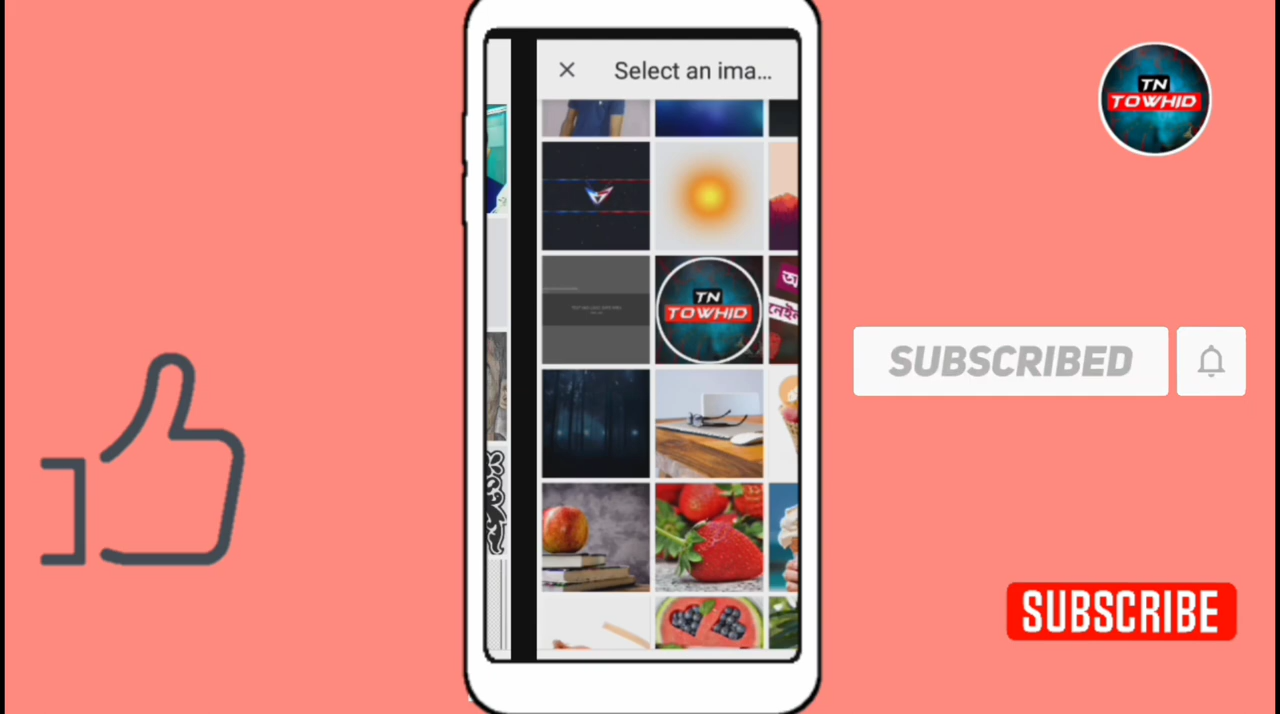 Select an ima...
TN
TOWHID
TN
TOWHID
SUBSCRIBED
SUBSCRIBE